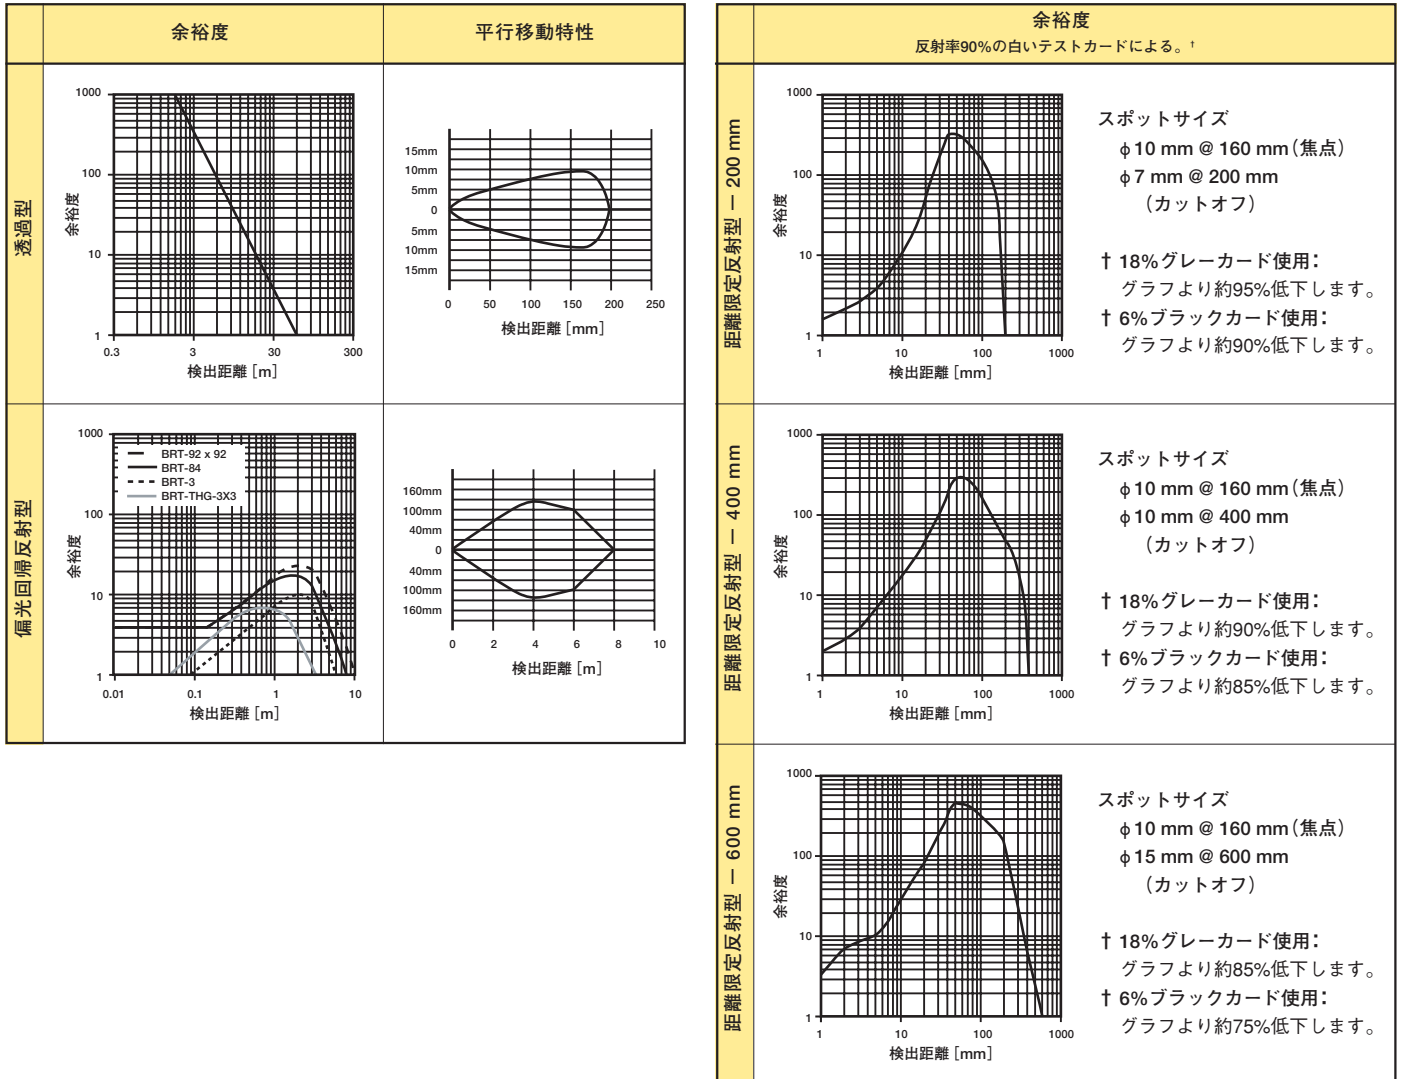 余裕度
平行移動特性
透過型
1000
100
10
1
余裕度
0.3
3
30
300
検出距離［m］
15mm
10mm
5mm
0
5mm
10mm
15mm
0
50
100
150
200
250
検出距離［mm］
偏光回帰反射型
1000
100
10
1
余裕度
BRT-92 x 92
BRT-84
BRT-3
BRT-THG-3X3
0.01
0.1
1
10
検出距離［m］
160mm
100mm
40mm
0
40mm
100mm
160mm
0
2
4
6
8
10
検出距離［m］
余裕度
反射率90%の白いテストカードによる。†
距離限定反射型 － 200 mm
1000
100
10
1
余裕度
1
10
100
1000
検出距離［mm］
スポットサイズ
φ10 mm @ 160 mm（焦点）
φ7 mm @ 200 mm
（カットオフ）
† 18%グレーカード使用：
グラフより約95%低下します。
† 6%ブラックカード使用：
グラフより約90%低下します。
距離限定反射型 － 400 mm
1000
100
10
1
余裕度
1
10
100
1000
検出距離［mm］
スポットサイズ
φ10 mm @ 160 mm（焦点）
φ10 mm @ 400 mm
（カットオフ）
† 18%グレーカード使用：
グラフより約90%低下します。
† 6%ブラックカード使用：
グラフより約85%低下します。
距離限定反射型 － 600 mm
1000
100
10
1
余裕度
1
10
100
1000
検出距離［mm］
スポットサイズ
φ10 mm @ 160 mm（焦点）
φ15 mm @ 600 mm
（カットオフ）
† 18%グレーカード使用：
グラフより約85%低下します。
† 6%ブラックカード使用：
グラフより約75%低下します。